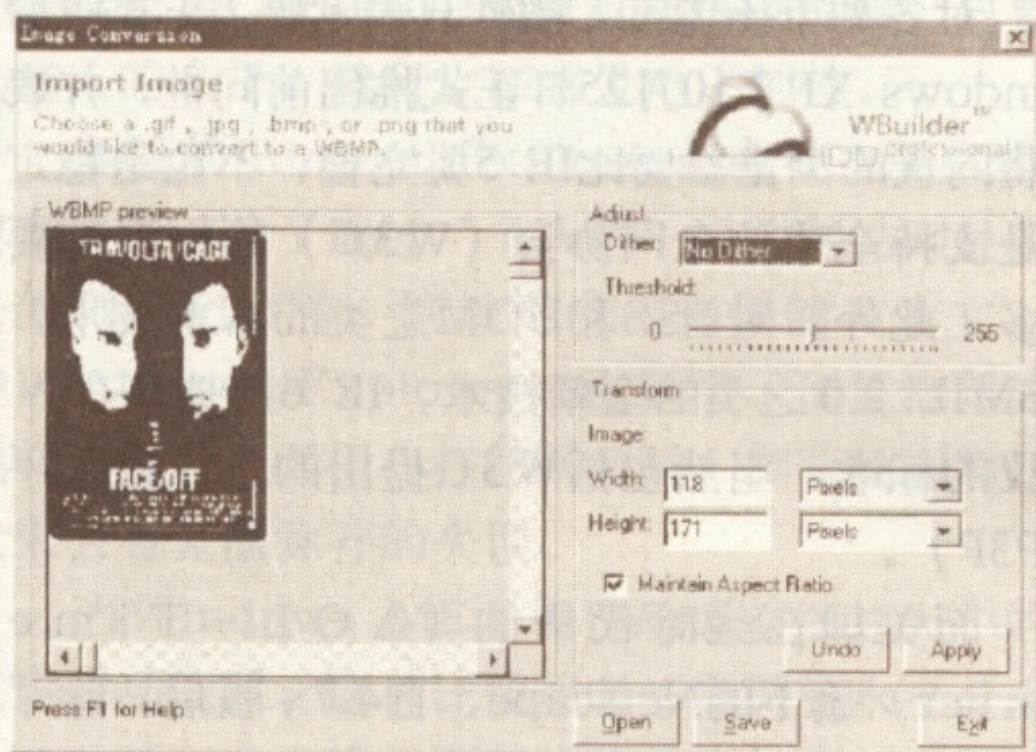 Image Conversion
Import Image
Choose a .gif, .jpg, .bmp, or .png that you
would like to convert to a WBMP.
WBuilder™
professional
WBMP preview
TRAVOLTA/CAGE
FACE/OFF
Adjust
Dither: No Dither
Threshold:
0 255
Transform
Image:
Width: 118 Pixels
Height: 171 Pixels
Maintain Aspect Ratio
Undo Apply
Press F1 for Help
Open Save Exit